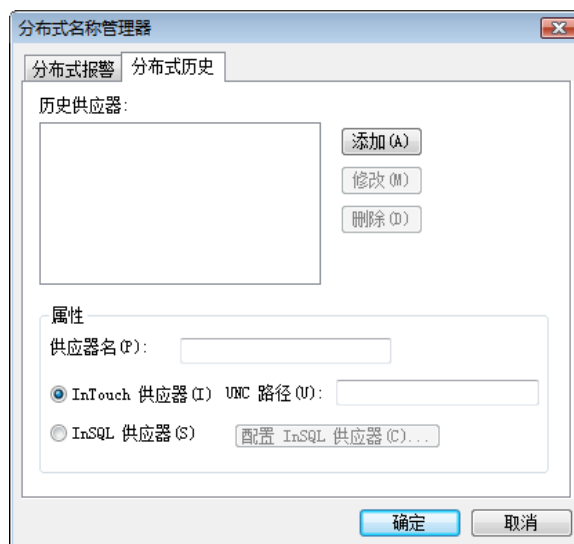 分布式名称管理器
分布式报警 分布式历史
历史供应器:
添加(A)
修改(M)
删除(D)
属性
供应器名(P):
InTouch 供应器(I) UNC 路径(U):
InSQL 供应器(S) 配置 InSQL 供应器(C)...
确定 取消